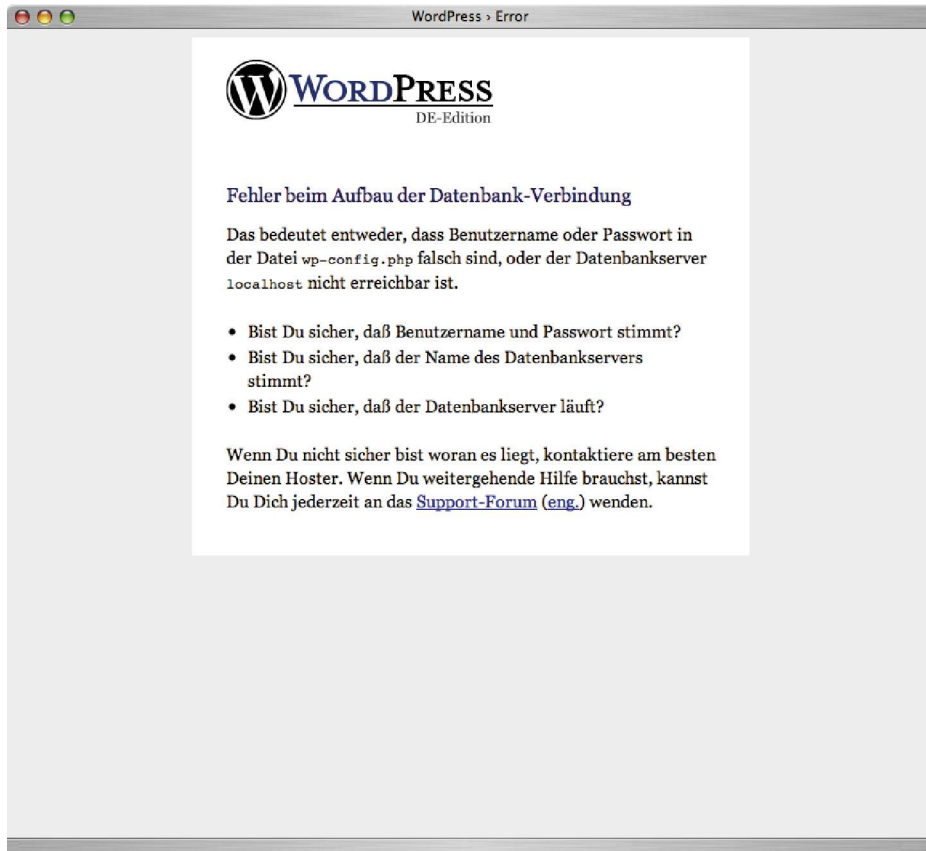 WordPress › Error
WORDPRESS
DE-Edition
Fehler beim Aufbau der Datenbank-Verbindung
Das bedeutet entweder, dass Benutzername oder Passwort in
der Datei wp-config.php falsch sind, oder der Datenbankserver
localhost nicht erreichbar ist.
• Bist Du sicher, daß Benutzername und Passwort stimmt?
• Bist Du sicher, daß der Name des Datenbankservers
stimmt?
• Bist Du sicher, daß der Datenbankserver läuft?
Wenn Du nicht sicher bist woran es liegt, kontaktiere am besten
Deinen Hoster. Wenn Du weitergehende Hilfe brauchst, kannst
Du Dich jederzeit an das Support-Forum (eng.) wenden.